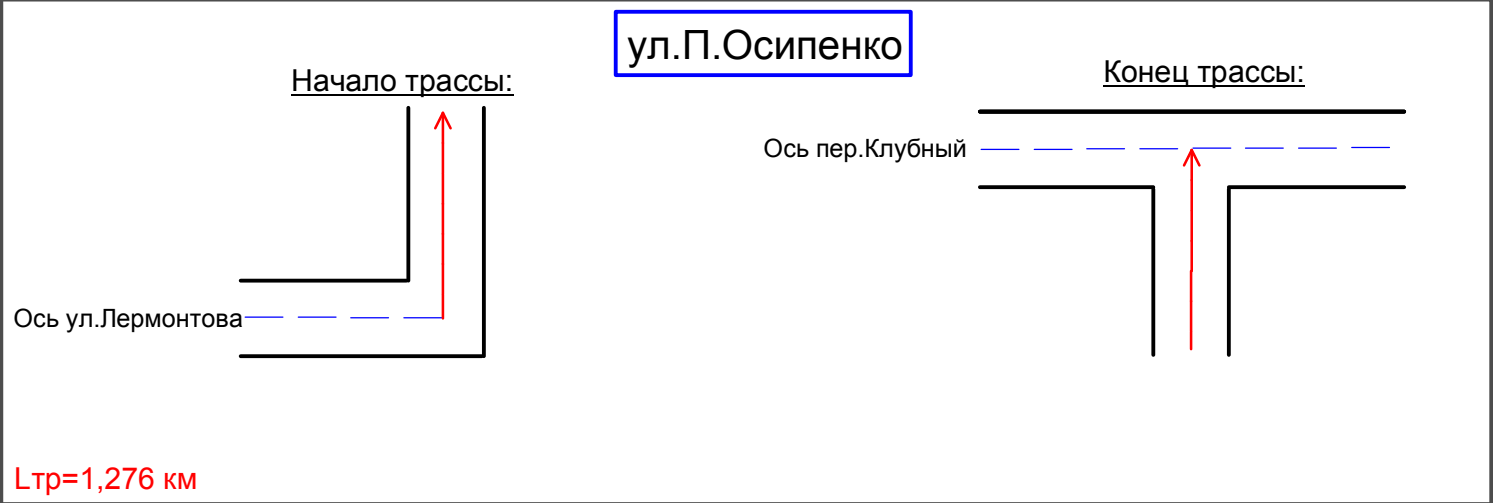 ул.П.Осипенко
Начало трассы:
Конец трассы:
Ось пер.Клубный
Ось ул.Лермонтова
Lтр=1,276 км